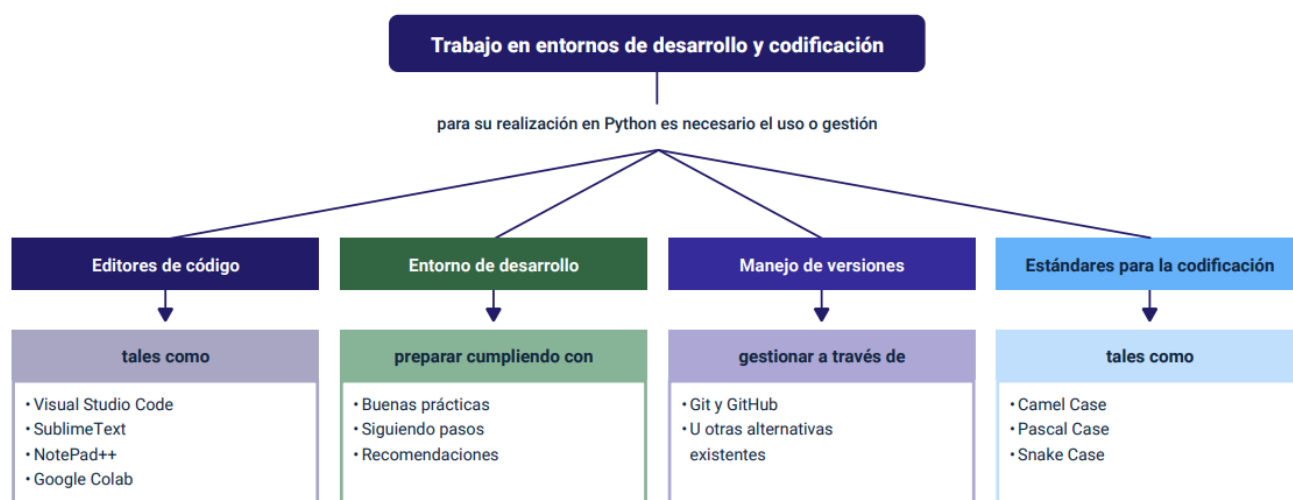 Trabajo en entornos de desarrollo y codificación
para su realización en Python es necesario el uso o gestión
Editores de código
tales como
• Visual Studio Code
• SublimeText
• NotePad++
• Google Colab
Entorno de desarrollo
preparar cumpliendo con
• Buenas prácticas
• Siguiendo pasos
• Recomendaciones
Manejo de versiones
gestionar a través de
• Git y GitHub
• U otras alternativas
existentes
Estándares para la codificación
tales como
• Camel Case
• Pascal Case
• Snake Case